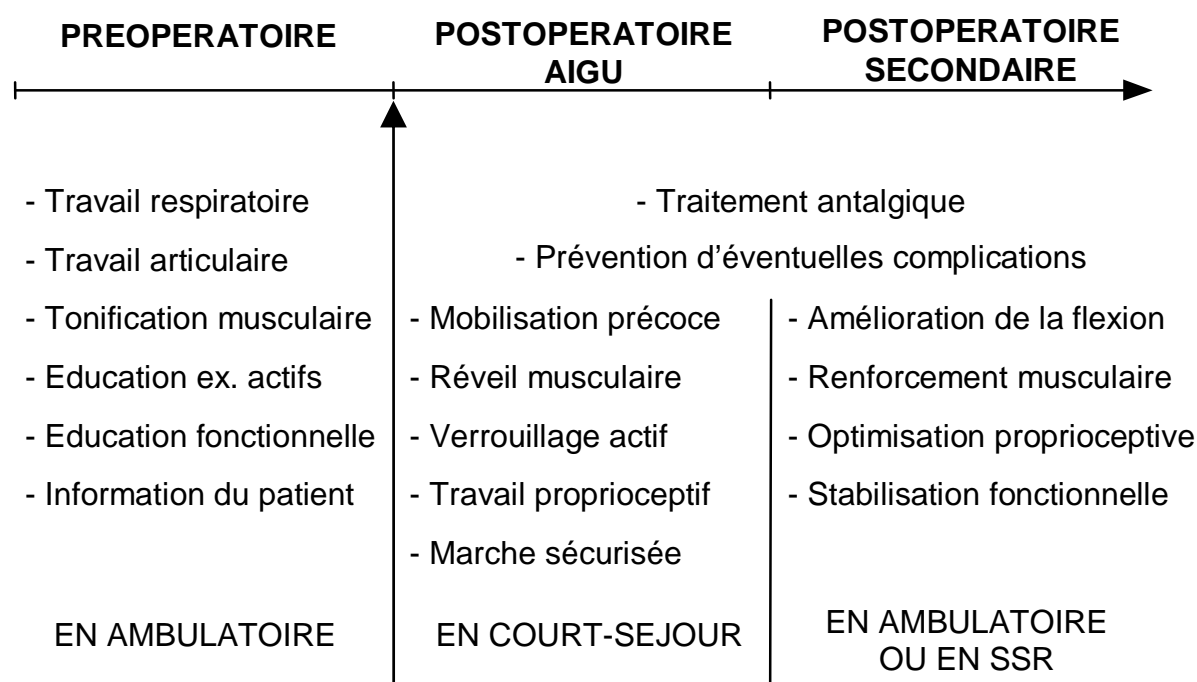 PREOPERATOIRE
POSTOPERATOIRE
AIGU
POSTOPERATOIRE
SECONDAIRE
- Travail respiratoire
- Travail articulaire
- Tonification musculaire
- Education ex. actifs
- Education fonctionnelle
- Information du patient
EN AMBULATOIRE
- Traitement antalgique
- Prévention d’éventuelles complications
- Mobilisation précoce
- Réveil musculaire
- Verrouillage actif
- Travail proprioceptif
- Marche sécurisée
EN COURT-SEJOUR
- Amélioration de la flexion
- Renforcement musculaire
- Optimisation proprioceptive
- Stabilisation fonctionnelle
EN AMBULATOIRE
OU EN SSR